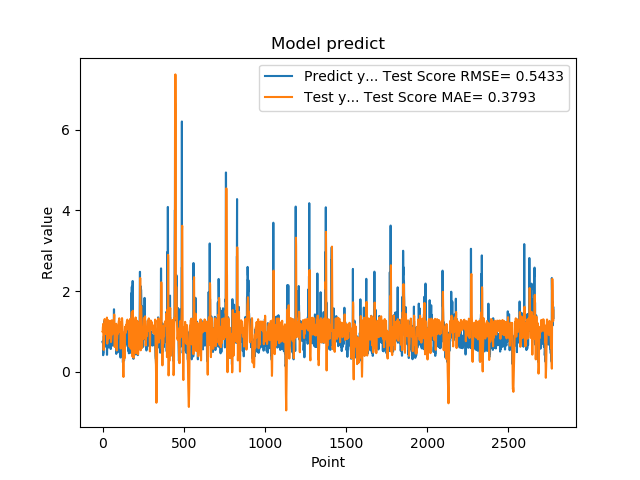 Model predict
Predict y... Test Score RMSE= 0.5433
Test y... Test Score MAE= 0.3793
6
4
2
0
Real value
0 500 1000 1500 2000 2500
Point